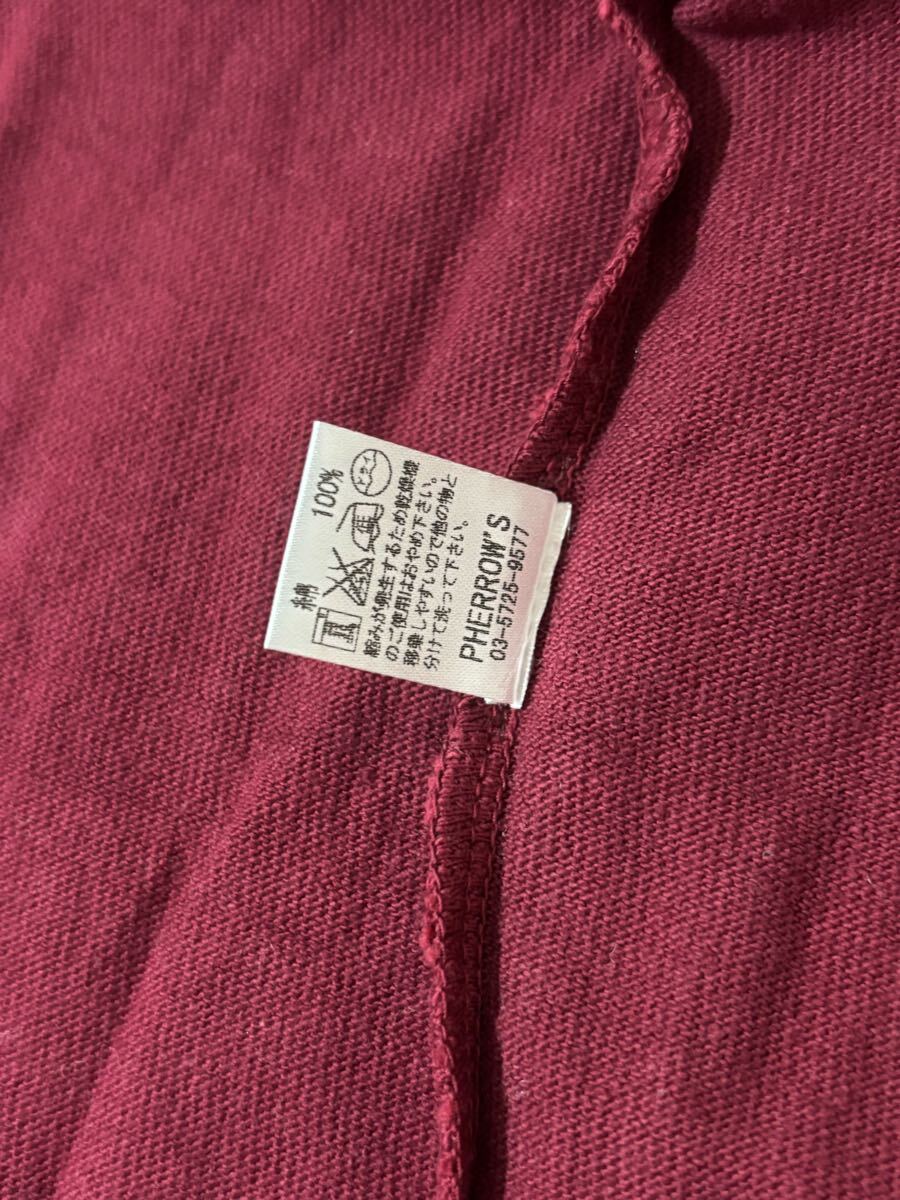 綿 100%
縮みが発生するため乾燥機
のご使用はおやめ下さい。
移染しやすいので他の物と
分けて洗って下さい。
PHERROW'S
03-5725-9577